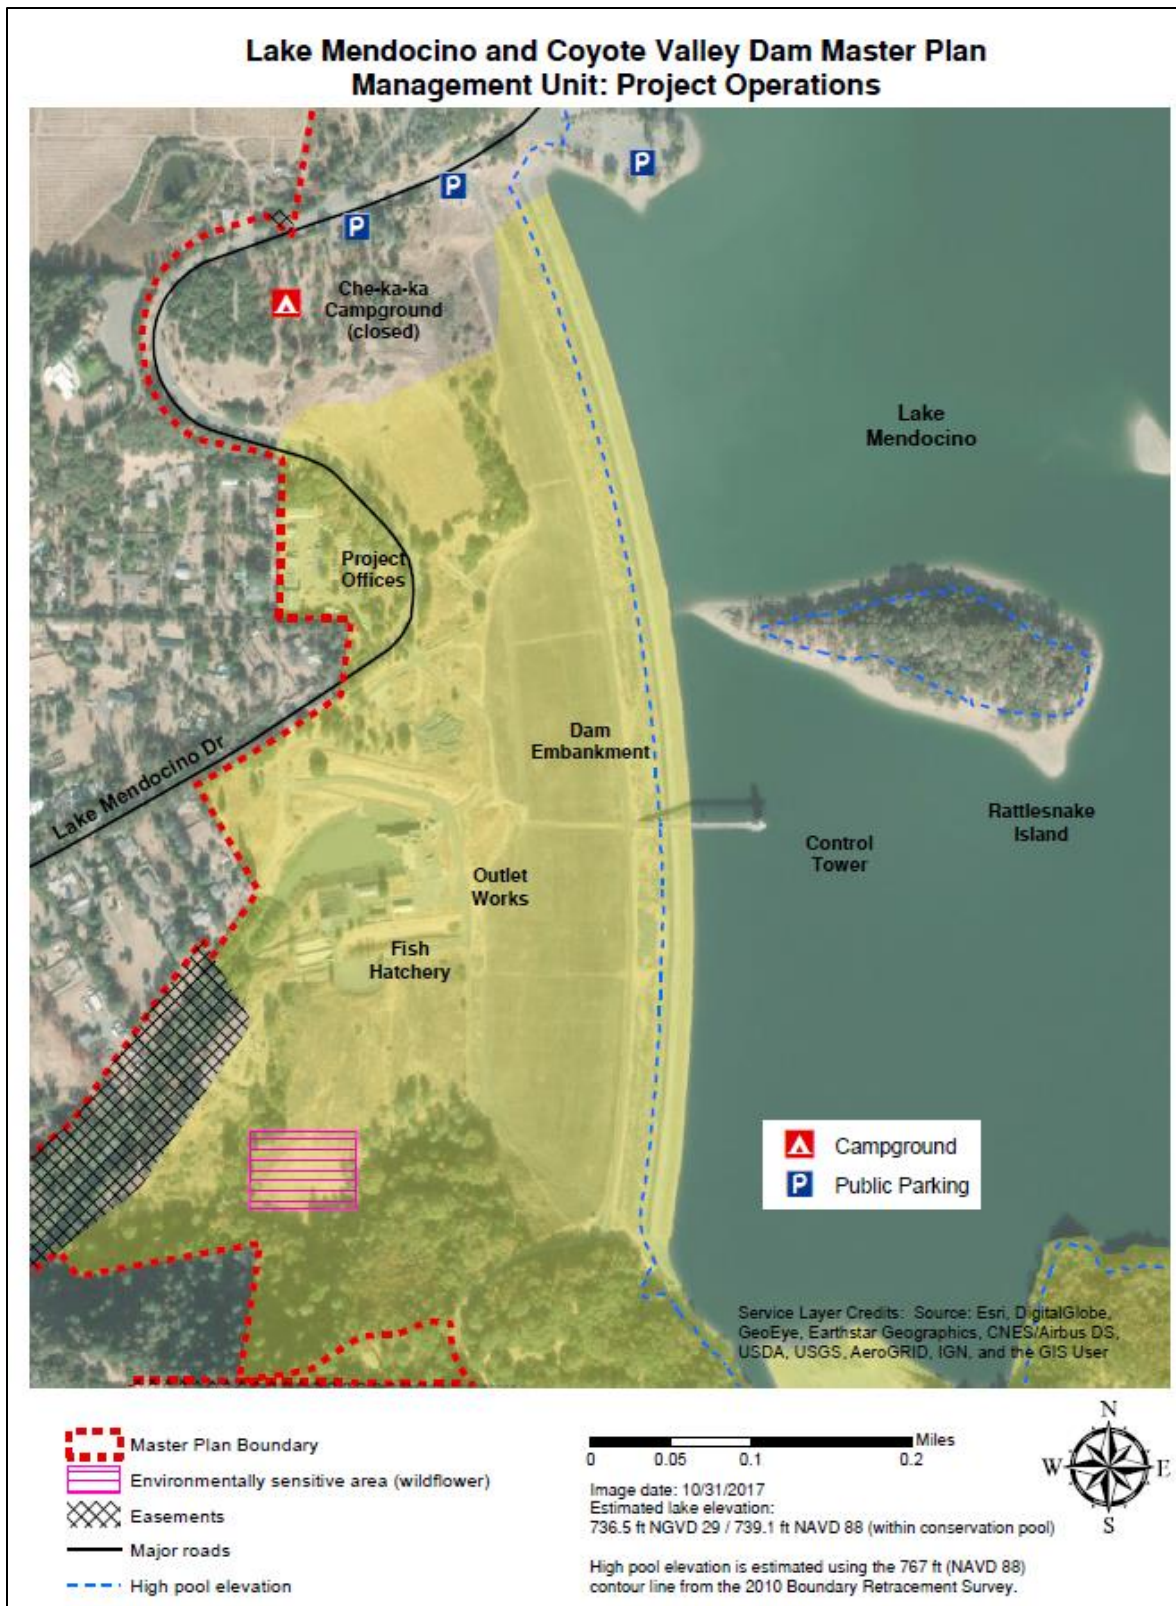 Lake Mendocino and Coyote Valley Dam Master Plan
Management Unit: Project Operations
P
P
P
Che-ka-ka
Campground
(closed)
Lake
Mendocino
Project
Offices
Dam
Embankment
Lake Mendocino Dr
Rattlesnake
Island
Control
Tower
Outlet
Works
Fish
Hatchery
Campground
P Public Parking
Service Layer Credits: Source: Esri, DigitalGlobe,
GeoEye, Earthstar Geographics, CNES/Airbus DS,
USDA, USGS, AeroGRID, IGN, and the GIS User
Master Plan Boundary
Environmentally sensitive area (wildflower)
Easements
Major roads
High pool elevation
Miles
0 0.05 0.1 0.2
Image date: 10/31/2017
Estimated lake elevation:
736.5 ft NGVD 29 / 739.1 ft NAVD 88 (within conservation pool)
High pool elevation is estimated using the 767 ft (NAVD 88)
contour line from the 2010 Boundary Retracement Survey.
N
W E
S